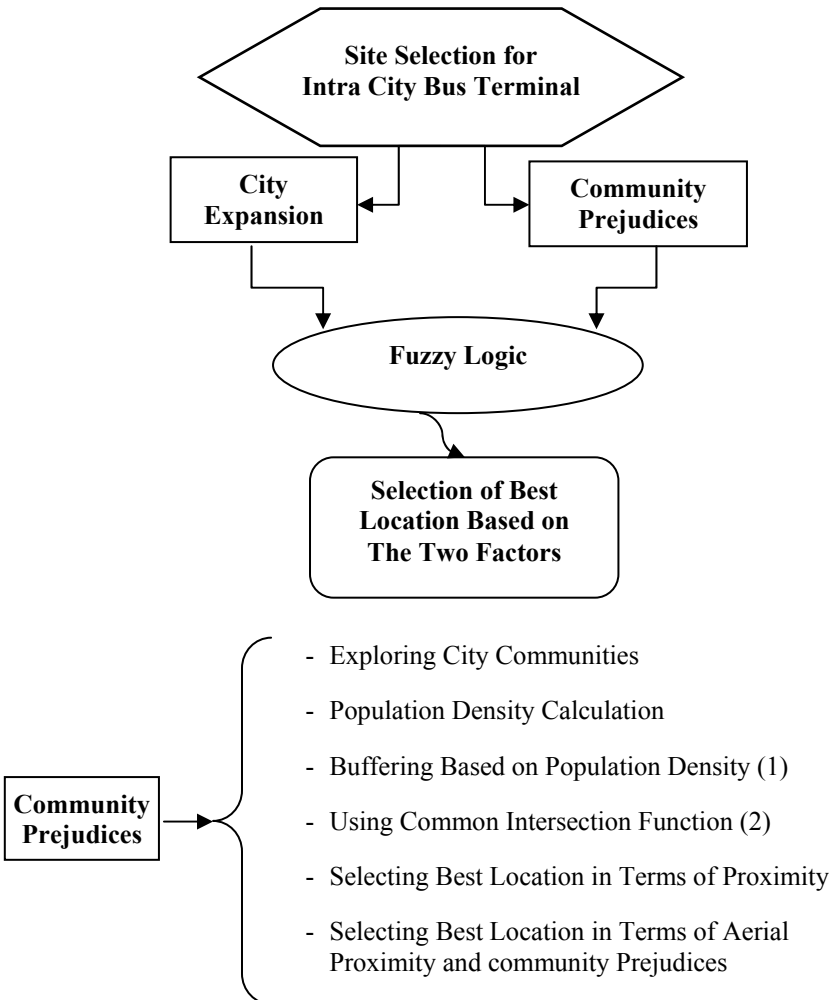 Site Selection for
Intra City Bus Terminal
City
Expansion
Community
Prejudices
Fuzzy Logic
Selection of Best
Location Based on
The Two Factors
Community
Prejudices
- Exploring City Communities
- Population Density Calculation
- Buffering Based on Population Density (1)
- Using Common Intersection Function (2)
- Selecting Best Location in Terms of Proximity
- Selecting Best Location in Terms of Aerial
Proximity and community Prejudices